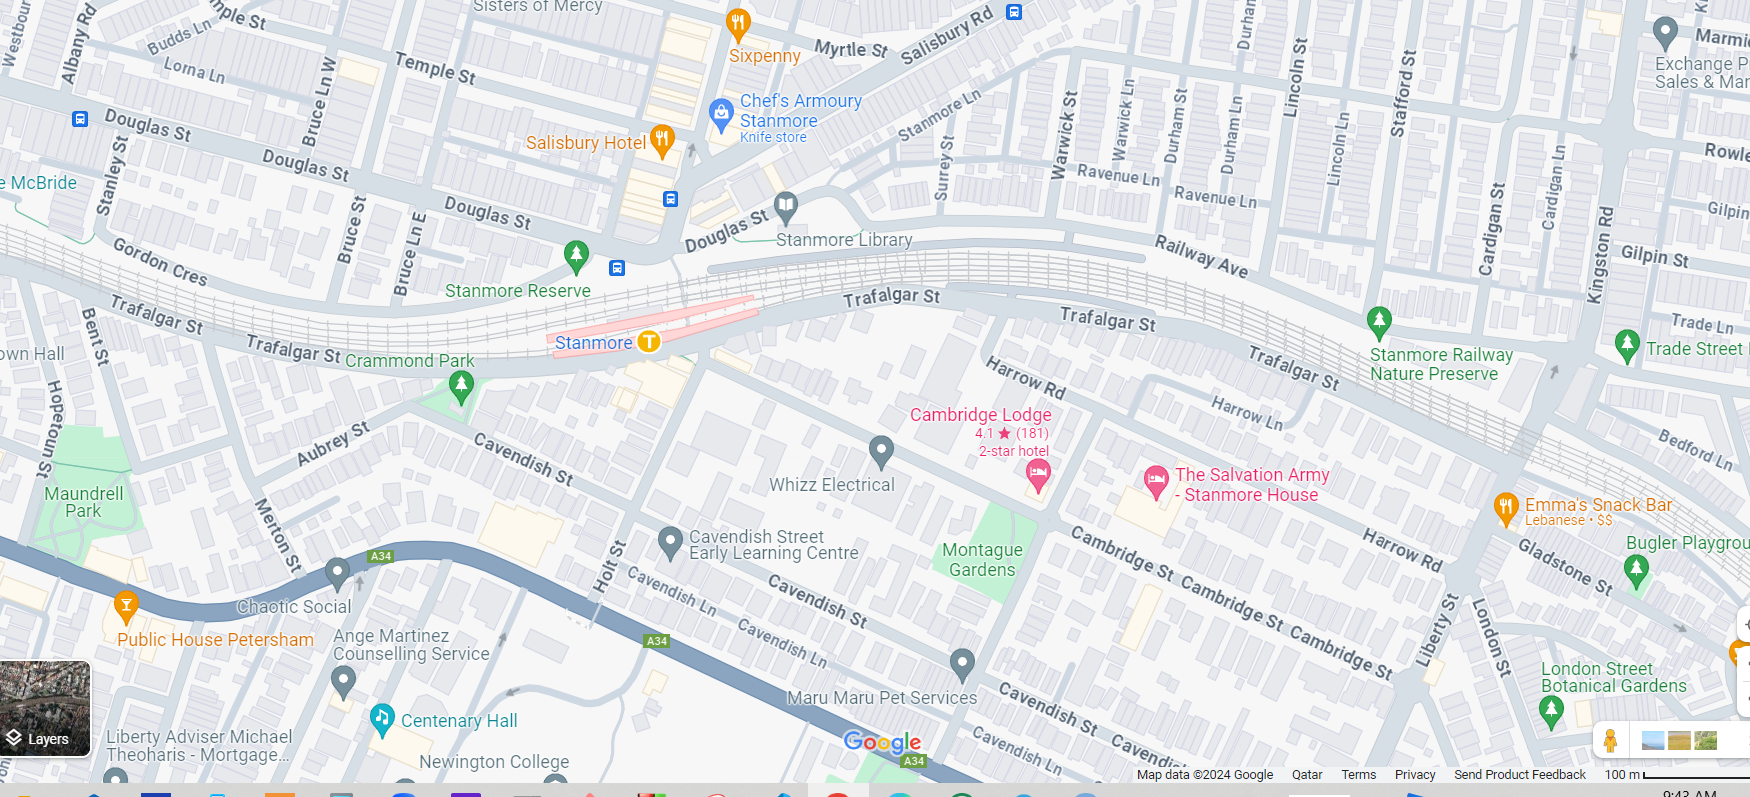 Sisters of Mercy
Westbour
Albany Rd
mple St
Budds Ln
Lorna Ln
Bruce Ln W
Temple St
Sixpenny
Myrtle St
Salisbury Rd
Durham
Lincoln St
Stafford St
Marmi
Exchange P
Sales & Mar
Chef's Armoury
Stanmore
Knife store
Salisbury Hotel
Stanmore Ln
Surrey St
Warwick St
Warwick Ln
Durham St
Durham Ln
Lincoln Ln
Cardigan Ln
Rowle
Douglas St
Stanley St
Douglas St
e McBride
Ravenue Ln
Ravenue Ln
Cardigan St
Kingston Rd
Gilpin
Bruce St
Bruce Ln E
Douglas St
Douglas St
Stanmore Library
Gordon Cres
Railway Ave
Gilpin St
Stanmore Reserve
Trafalgar St
Trafalgar St
Trafalgar St
Trafalgar St
Trafalgar St
Bent St
own Hall
Crammond Park
Stanmore
T
Trade Ln
Trade Street
Stanmore Railway
Nature Preserve
Hopetoun St
Harrow Rd
Harrow Ln
Cambridge Lodge
4.1 ★ (181)
2-star hotel
Bedford Ln
Aubrey St
Cavendish St
Whizz Electrical
The Salvation Army
- Stanmore House
Maundrell
Park
Merton St
Emma's Snack Bar
Lebanese • $$
Cavendish Street
Early Learning Centre
Montague
Gardens
Cambridge St
Cambridge St
Cambridge St
Harrow Rd
Gladstone St
Bugler Playgrou
A34
Holt St
Cavendish Ln
Cavendish St
Cavendish Ln
Chaotic Social
Public House Petersham
Ange Martinez
Counselling Service
A34
Liberty St
London St
Maru Maru Pet Services
Cavendish St
London Street
Botanical Gardens
Centenary Hall
Liberty Adviser Michael
Theoharis - Mortgage...
Newington College
Google
A34
Cavendish Ln
Cavendi
Layers
Map data ©2024 Google
Qatar
Terms
Privacy
Send Product Feedback
100 m
9:43 AM